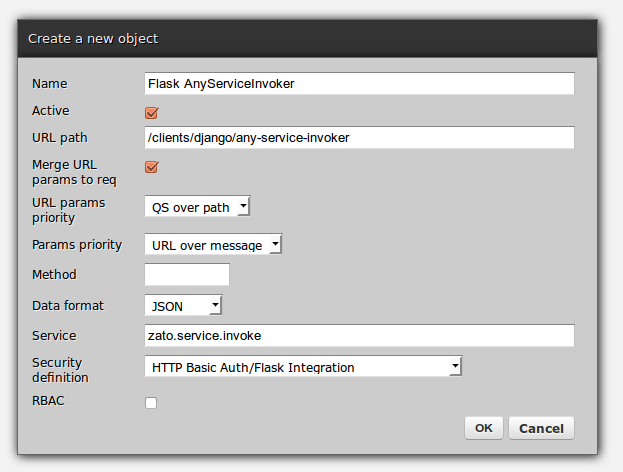 Create a new object
Name Flask AnyServiceInvoker
Active
URL path /clients/django/any-service-invoker
Merge URL
params to req
URL params
priority QS over path
Params priority URL over message
Method
Data format JSON
Service zato.service.invoke
Security
definition HTTP Basic Auth/Flask Integration
RBAC
OK Cancel